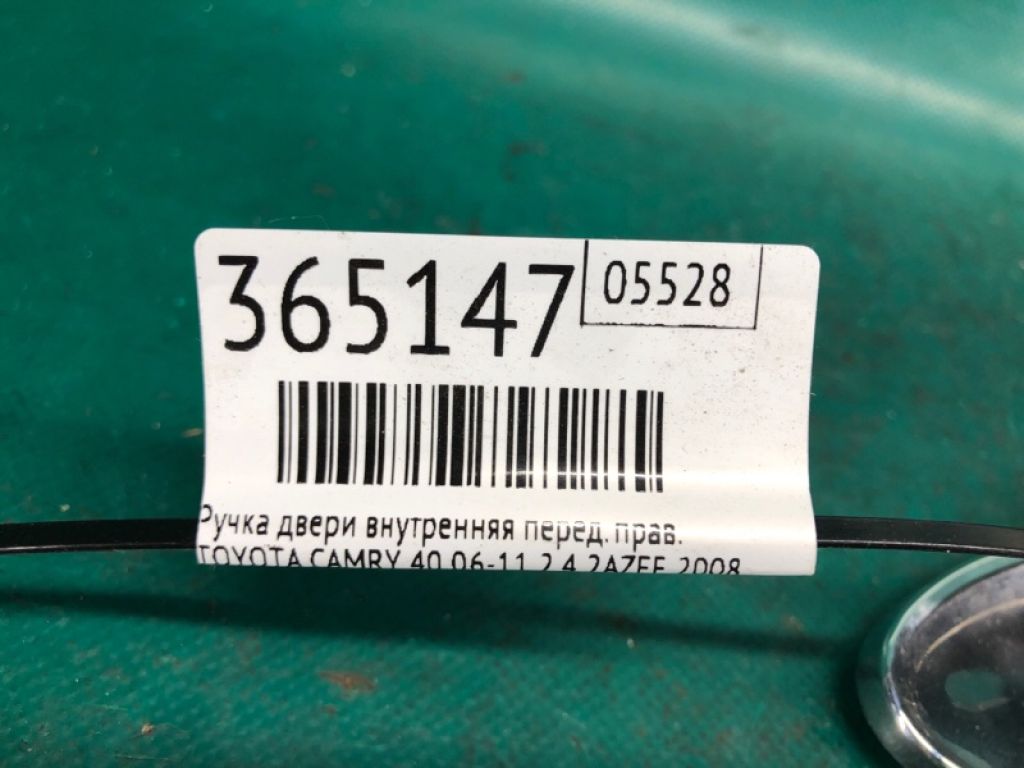 365147 05528
Ручка двери внутренняя перед. прав.
TOYOTA CAMRY 40 06-11 2.4 2AZFE 2008